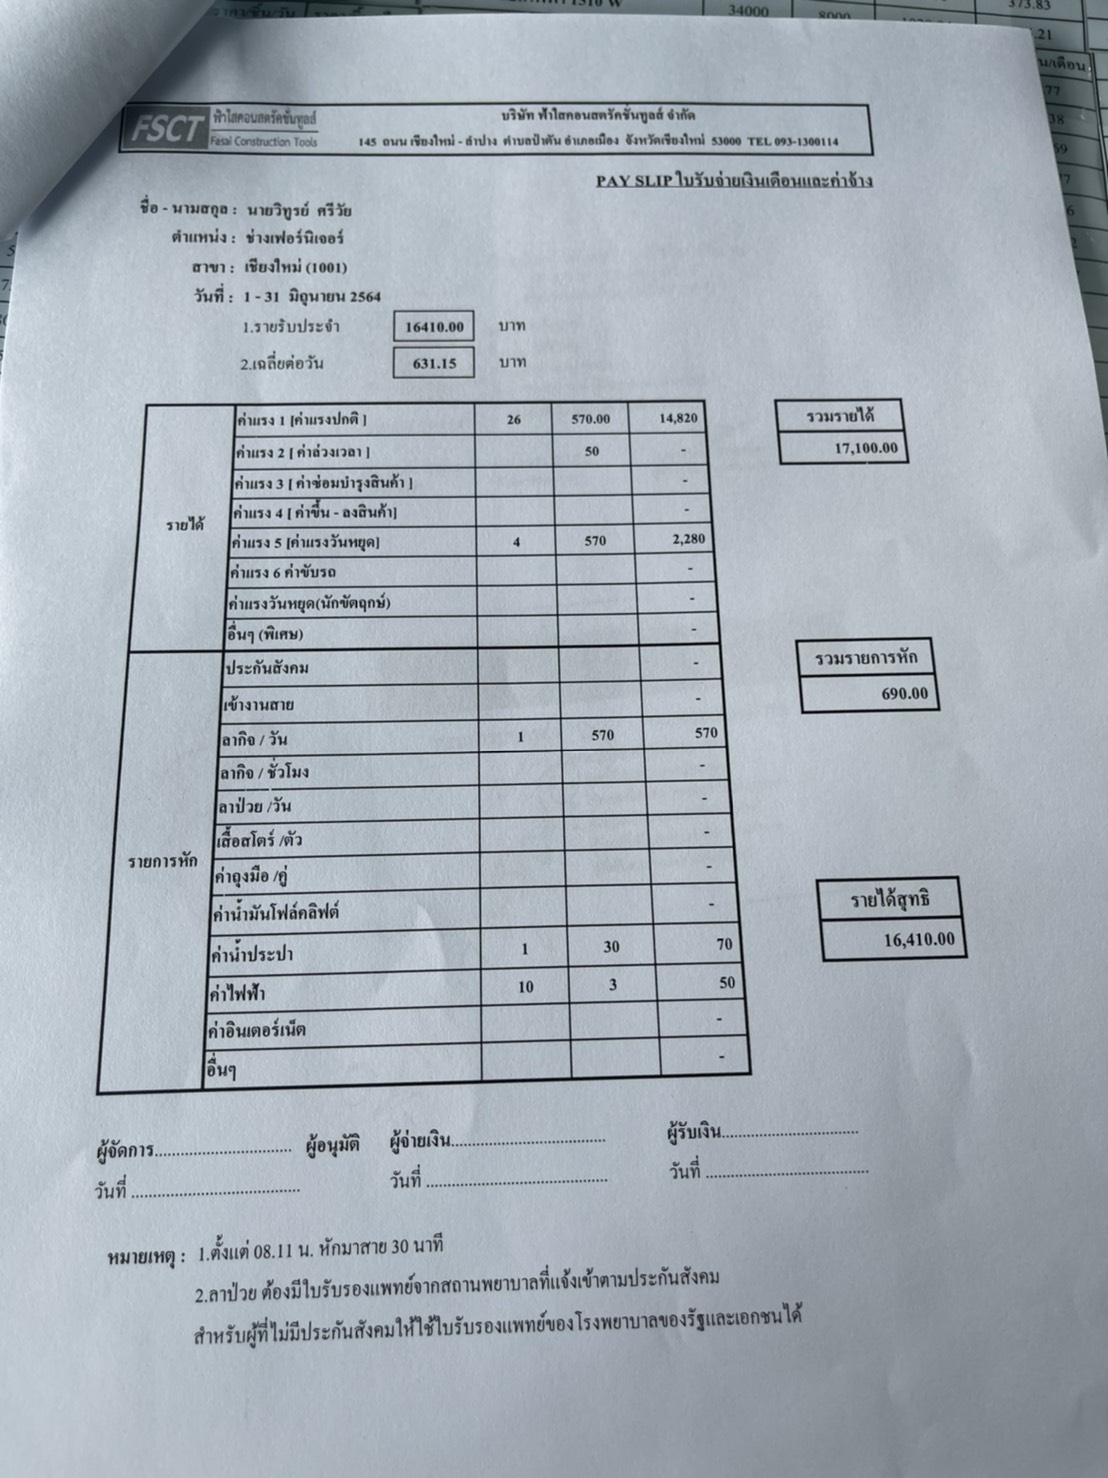 34000
8000
373.83
.21
น/เดือน
77
FSCT ฟ้าใสคอนสตรัคชั่นทูลส์
Fasai Construction Tools
บริษัท ฟ้าใสคอนสตรัคชั่นทูลส์ จำกัด
145 ถนน เชียงใหม่ - ลำปาง ตำบลป่าตัน อำเภอเมือง จังหวัดเชียงใหม่ 53000 TEL 093-1300114
PAY SLIP ใบรับจ่ายเงินเดือนและค่าจ้าง
ชื่อ - นามสกุล : นายวิทูรย์ ศรีวัย
ตำแหน่ง : ช่างเฟอร์นิเจอร์
สาขา : เชียงใหม่ (1001)
วันที่ : 1 - 31 มิถุนายน 2564
1.รายรับประจำ 16410.00 บาท
2.เฉลี่ยต่อวัน 631.15 บาท
รายได้
ค่าแรง 1 [ค่าแรงปกติ ] 26 570.00 14,820
ค่าแรง 2 [ ค่าล่วงเวลา ] 50 -
ค่าแรง 3 [ ค่าซ่อมบำรุงสินค้า ] -
ค่าแรง 4 [ ค่าขึ้น - ลงสินค้า] -
ค่าแรง 5 [ค่าแรงวันหยุด] 4 570 2,280
ค่าแรง 6 ค่าขับรถ -
ค่าแรงวันหยุด(นักขัตฤกษ์) -
อื่นๆ (พิเศษ) -
รวมรายได้
17,100.00
รายการหัก
ประกันสังคม -
เข้างานสาย -
ลากิจ / วัน 1 570 570
ลากิจ / ชั่วโมง -
ลาป่วย /วัน -
เสื้อสโตร์ /ตัว -
ค่าถุงมือ /คู่ -
ค่าน้ำมันโฟล์คลิฟต์ -
ค่าน้ำประปา 1 30 70
ค่าไฟฟ้า 10 3 50
ค่าอินเตอร์เน็ต -
อื่นๆ -
รวมรายการหัก
690.00
รายได้สุทธิ
16,410.00
ผู้จัดการ................................ ผู้อนุมัติ ผู้จ่ายเงิน.................................... ผู้รับเงิน................................
วันที่ ....................................... วันที่ .......................................... วันที่ .......................................
หมายเหตุ : 1.ตั้งแต่ 08.11 น. หักมาสาย 30 นาที
2.ลาป่วย ต้องมีใบรับรองแพทย์จากสถานพยาบาลที่แจ้งเข้าตามประกันสังคม
สำหรับผู้ที่ไม่มีประกันสังคมให้ใช้ใบรับรองแพทย์ของโรงพยาบาลของรัฐและเอกชนได้